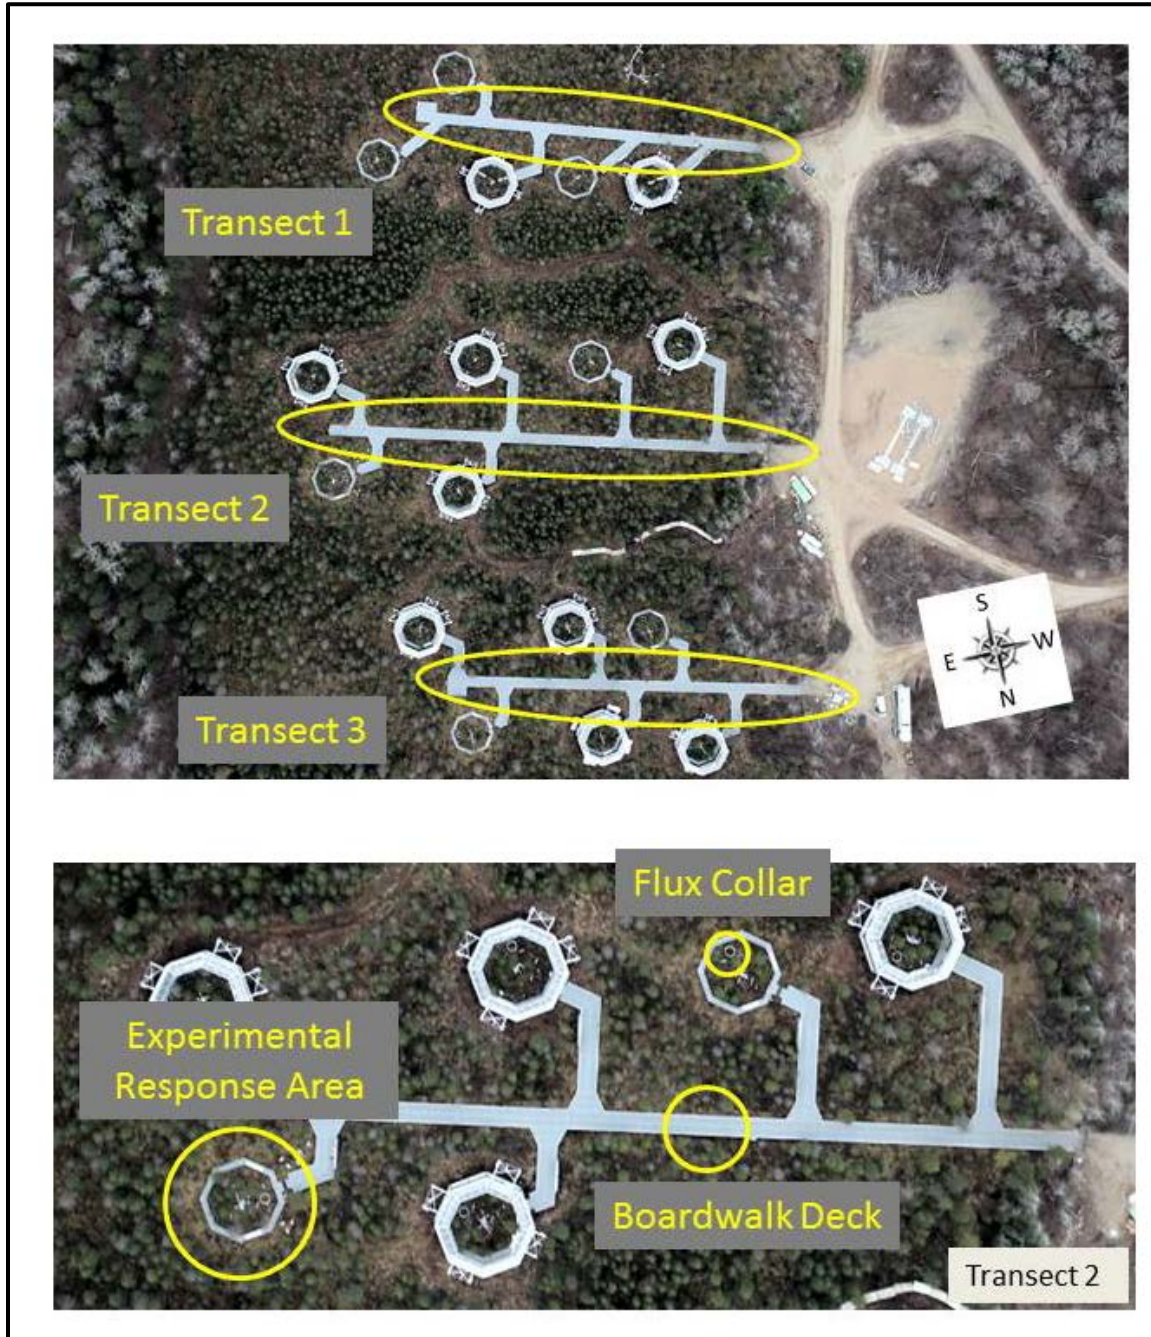 Transect 1
Transect 2
Transect 3
S
E
W
N
Flux Collar
Experimental
Response Area
Boardwalk Deck
Transect 2